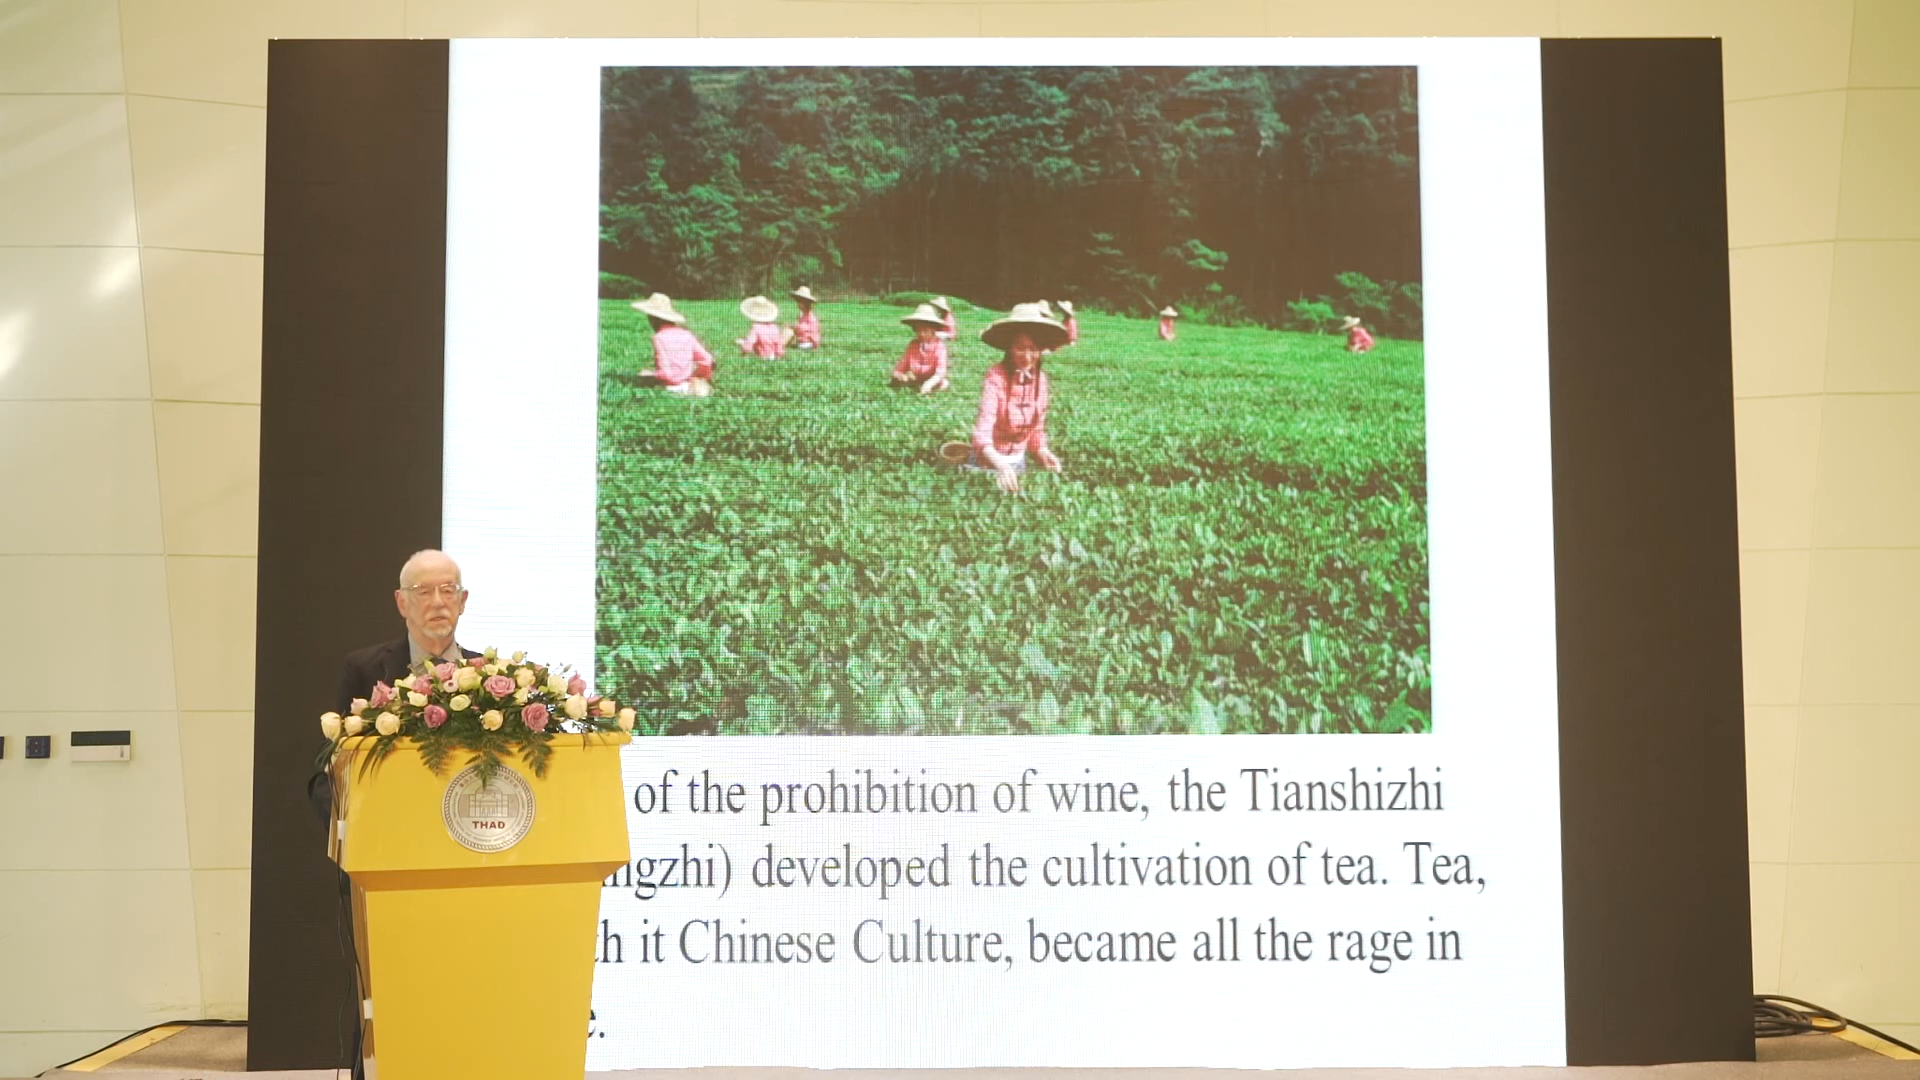 of the prohibition of wine, the Tianshizhi
ngzhi) developed the cultivation of tea. Tea,
it Chinese Culture, became all the rage in
THAD